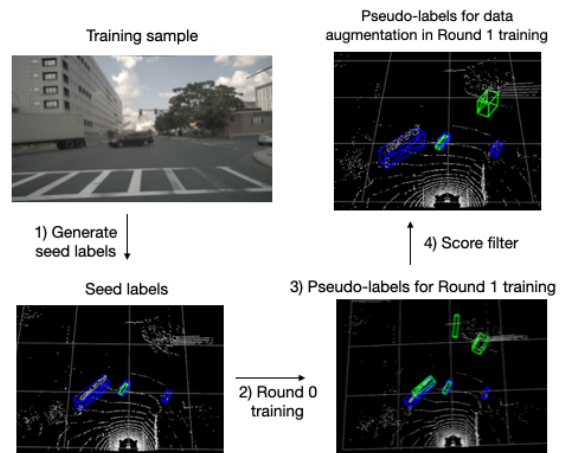 Training sample
1) Generate
seed labels
Seed labels
2) Round 0
training
3) Pseudo-labels for Round 1 training
4) Score filter
Pseudo-labels for data
augmentation in Round 1 training